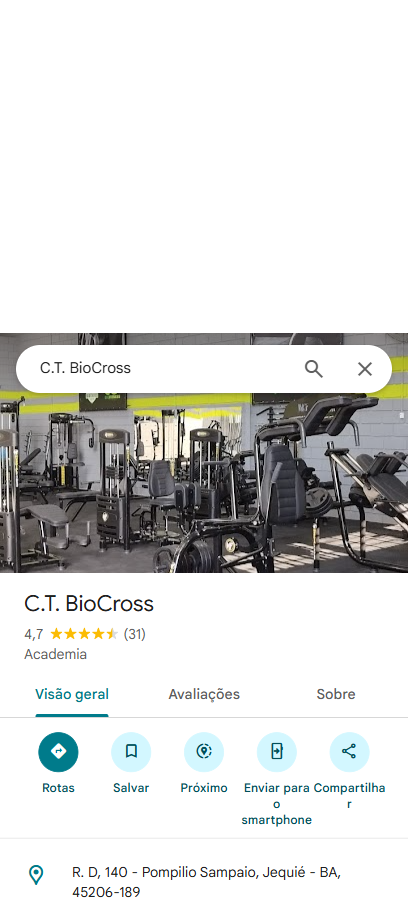 C.T. BioCross
C.T. BioCross
4,7 (31)
Academia
Visão geral
Avaliações
Sobre
Rotas
Salvar
Próximo
Enviar para
o
smartphone
Compartilha
r
R. D, 140 - Pompilio Sampaio, Jequié - BA,
45206-189